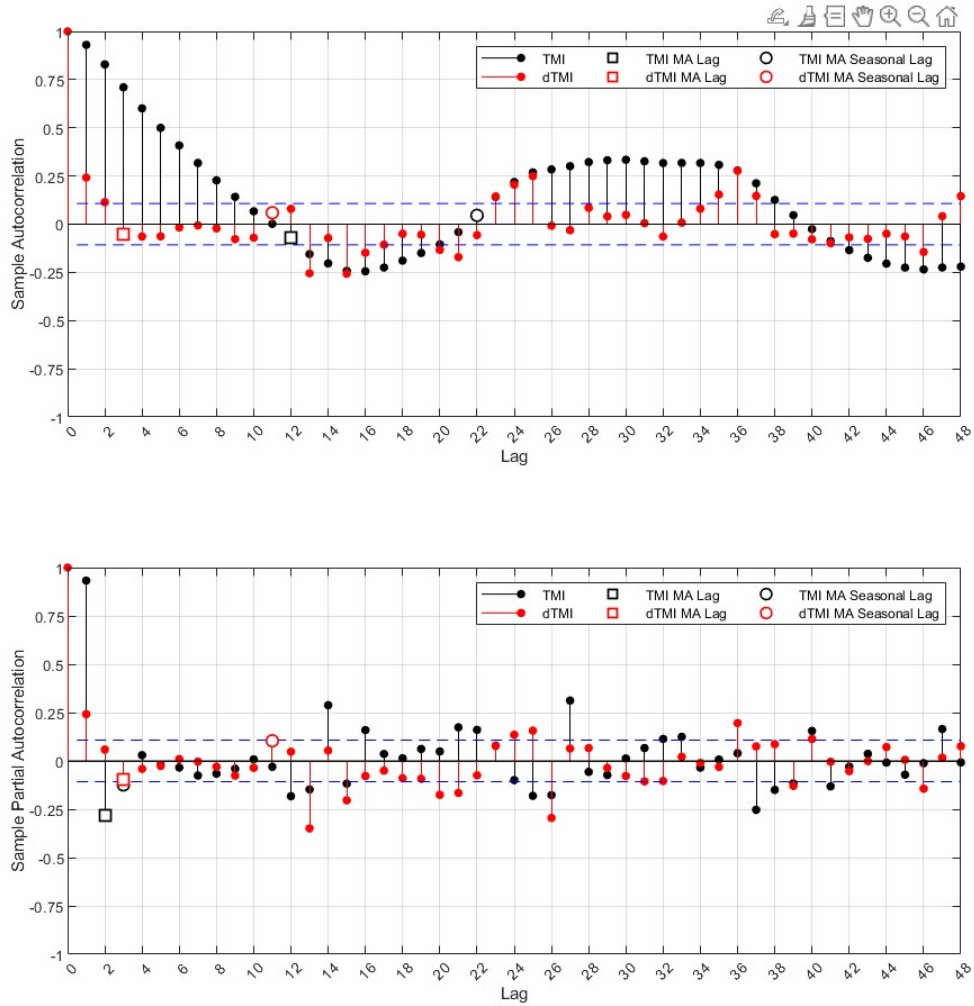 TMI TMI MA Lag TMI MA Seasonal Lag
dTMI dTMI MA Lag dTMI MA Seasonal Lag
1
0.75
0.5
0.25
0
-0.25
-0.5
-0.75
-1
Sample Autocorrelation
0 2 4 6 8 10 12 14 16 18 20 22 24 26 28 30 32 34 36 38 40 42 44 46 48
Lag
TMI TMI MA Lag TMI MA Seasonal Lag
dTMI dTMI MA Lag dTMI MA Seasonal Lag
1
0.75
0.5
0.25
0
-0.25
-0.5
-0.75
-1
Sample Partial Autocorrelation
0 2 4 6 8 10 12 14 16 18 20 22 24 26 28 30 32 34 36 38 40 42 44 46 48
Lag